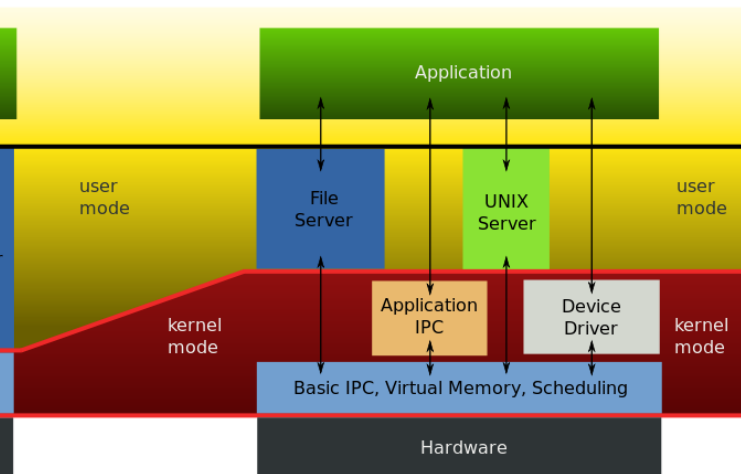 Application
user
mode
File
Server
UNIX
Server
user
mode
kernel
mode
Application
IPC
Device
Driver
kernel
mode
Basic IPC, Virtual Memory, Scheduling
Hardware